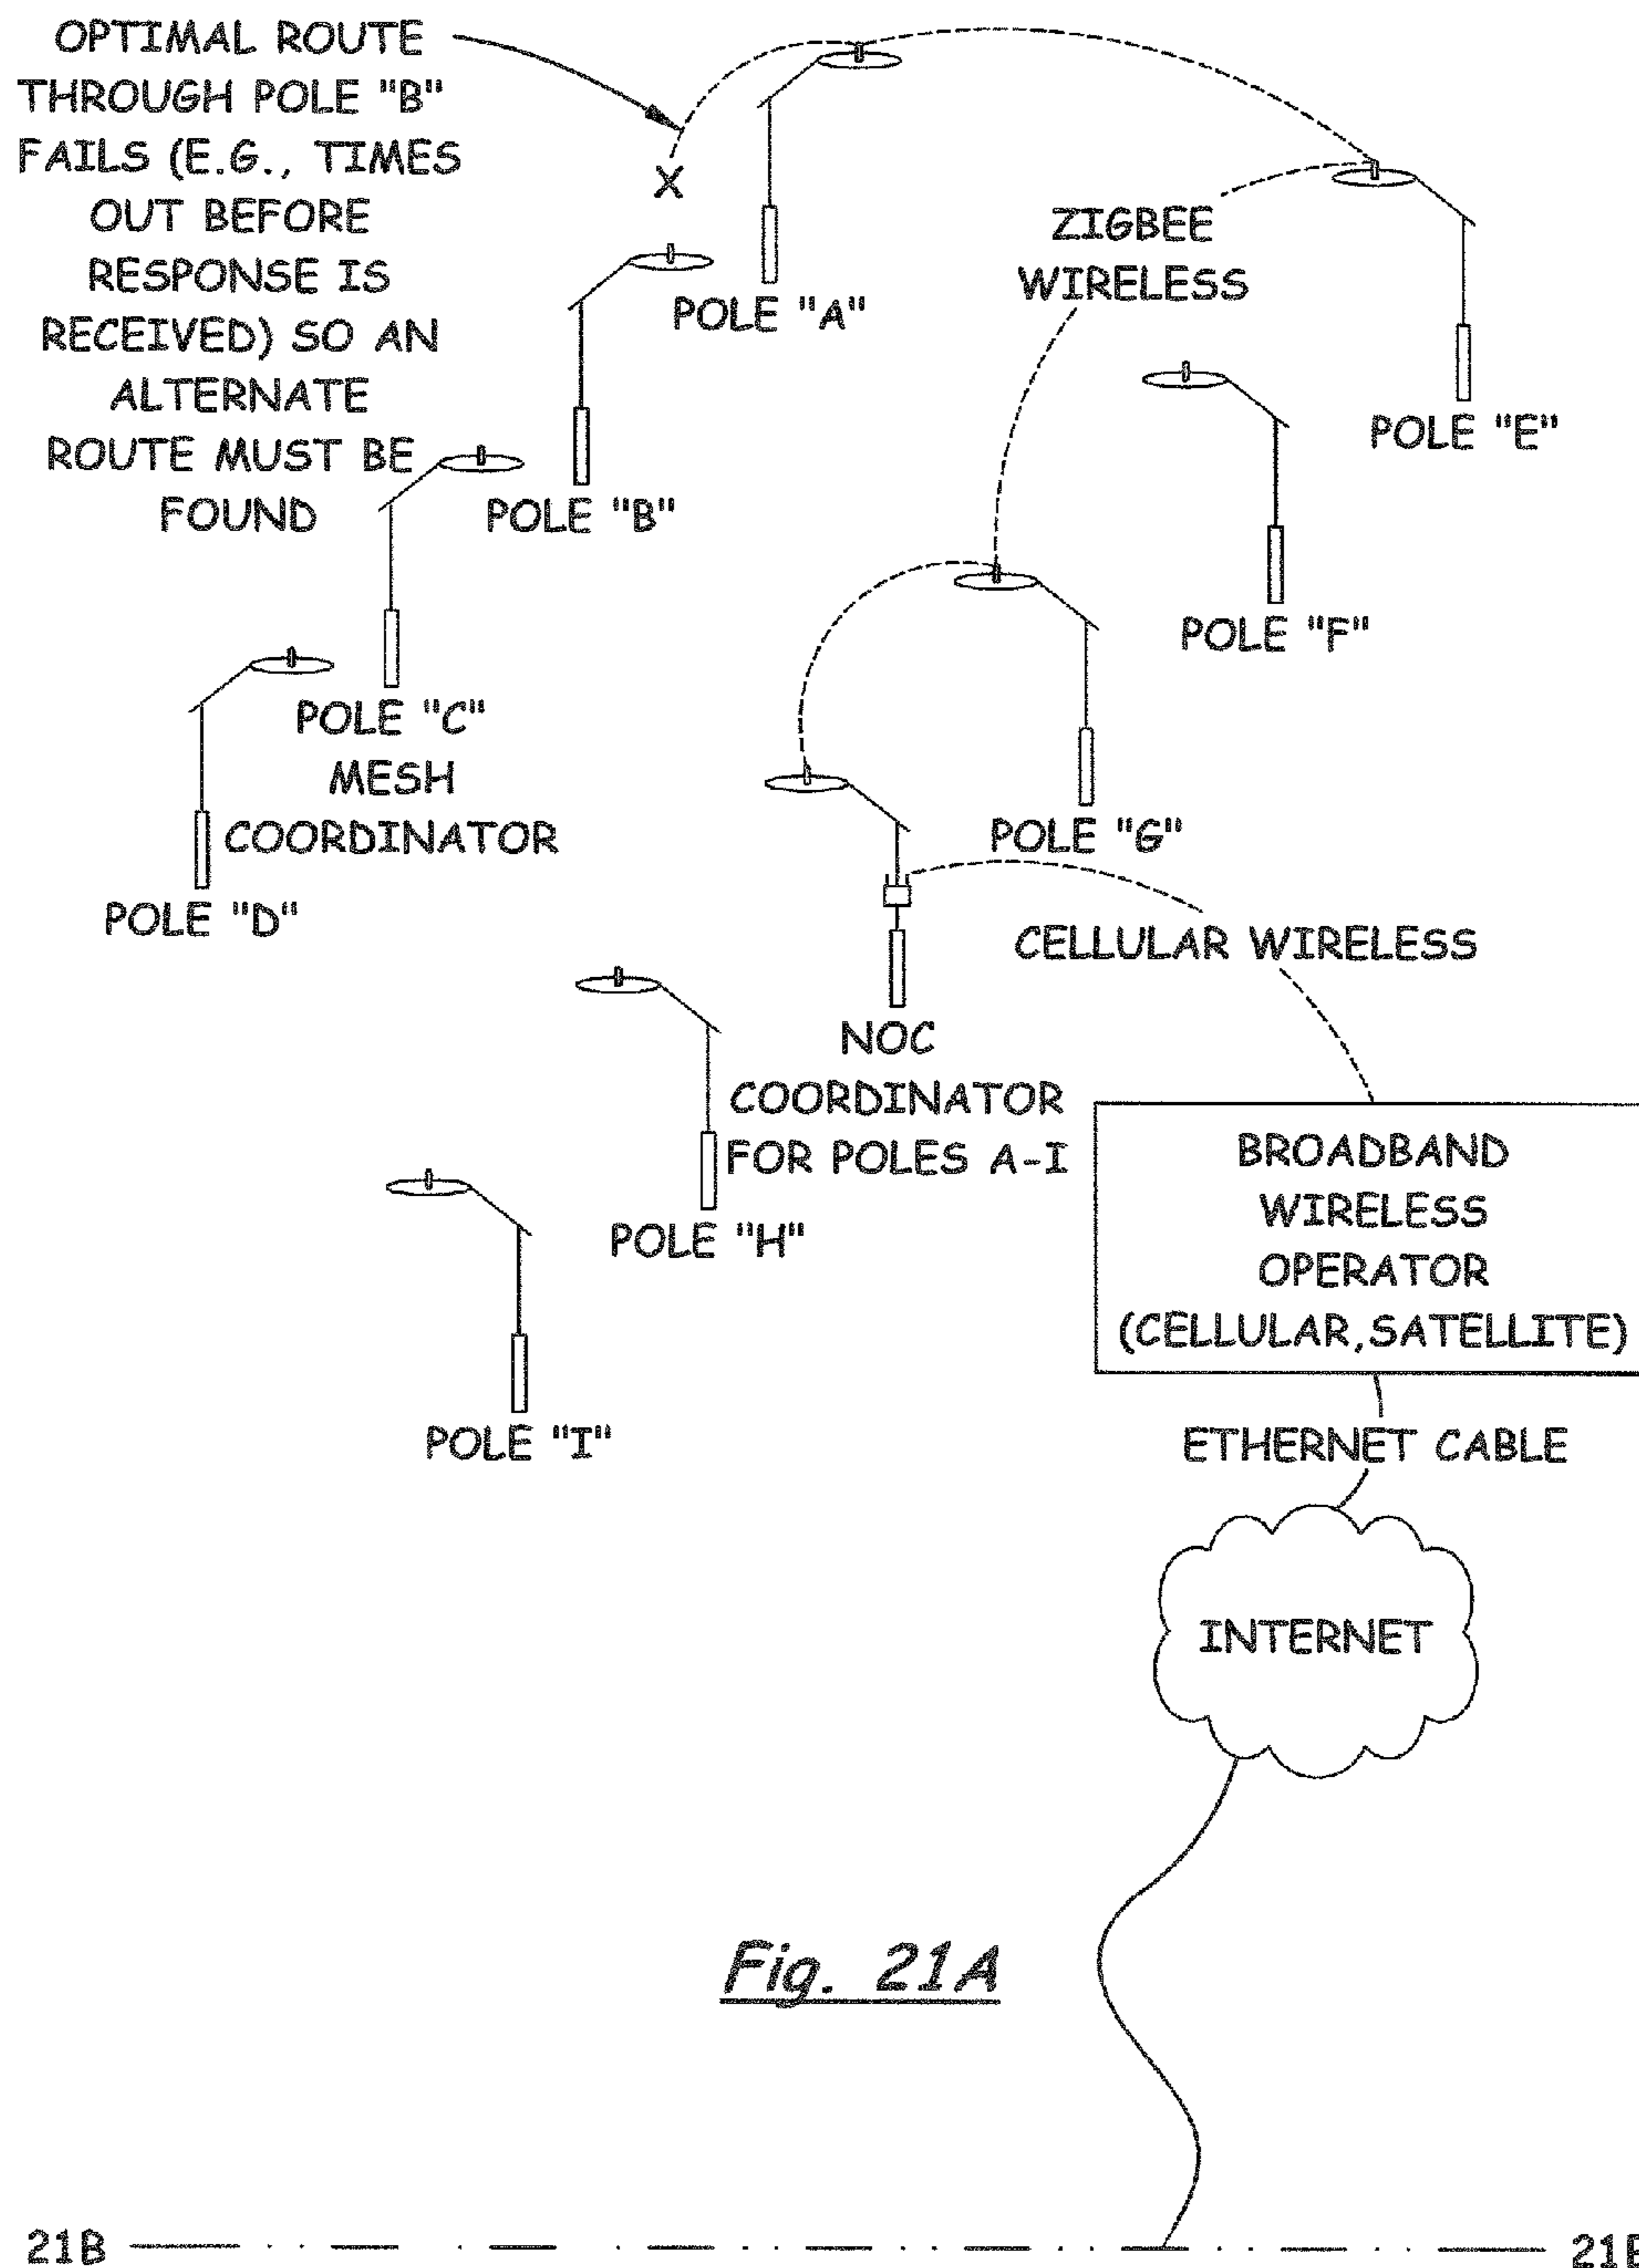 OPTIMAL ROUTE
THROUGH POLE "B"
FAILS (E.G., TIMES
OUT BEFORE
RESPONSE IS
RECEIVED) SO AN
ALTERNATE
ROUTE MUST BE
FOUND
X
POLE "A"
ZIGBEE
WIRELESS
POLE "E"
POLE "B"
POLE "F"
POLE "C"
MESH
COORDINATOR
POLE "G"
POLE "D"
CELLULAR WIRELESS
NOC
COORDINATOR
FOR POLES A-I
POLE "H"
BROADBAND
WIRELESS
OPERATOR
(CELLULAR,SATELLITE)
POLE "I"
ETHERNET CABLE
INTERNET
Fig. 21A
21B